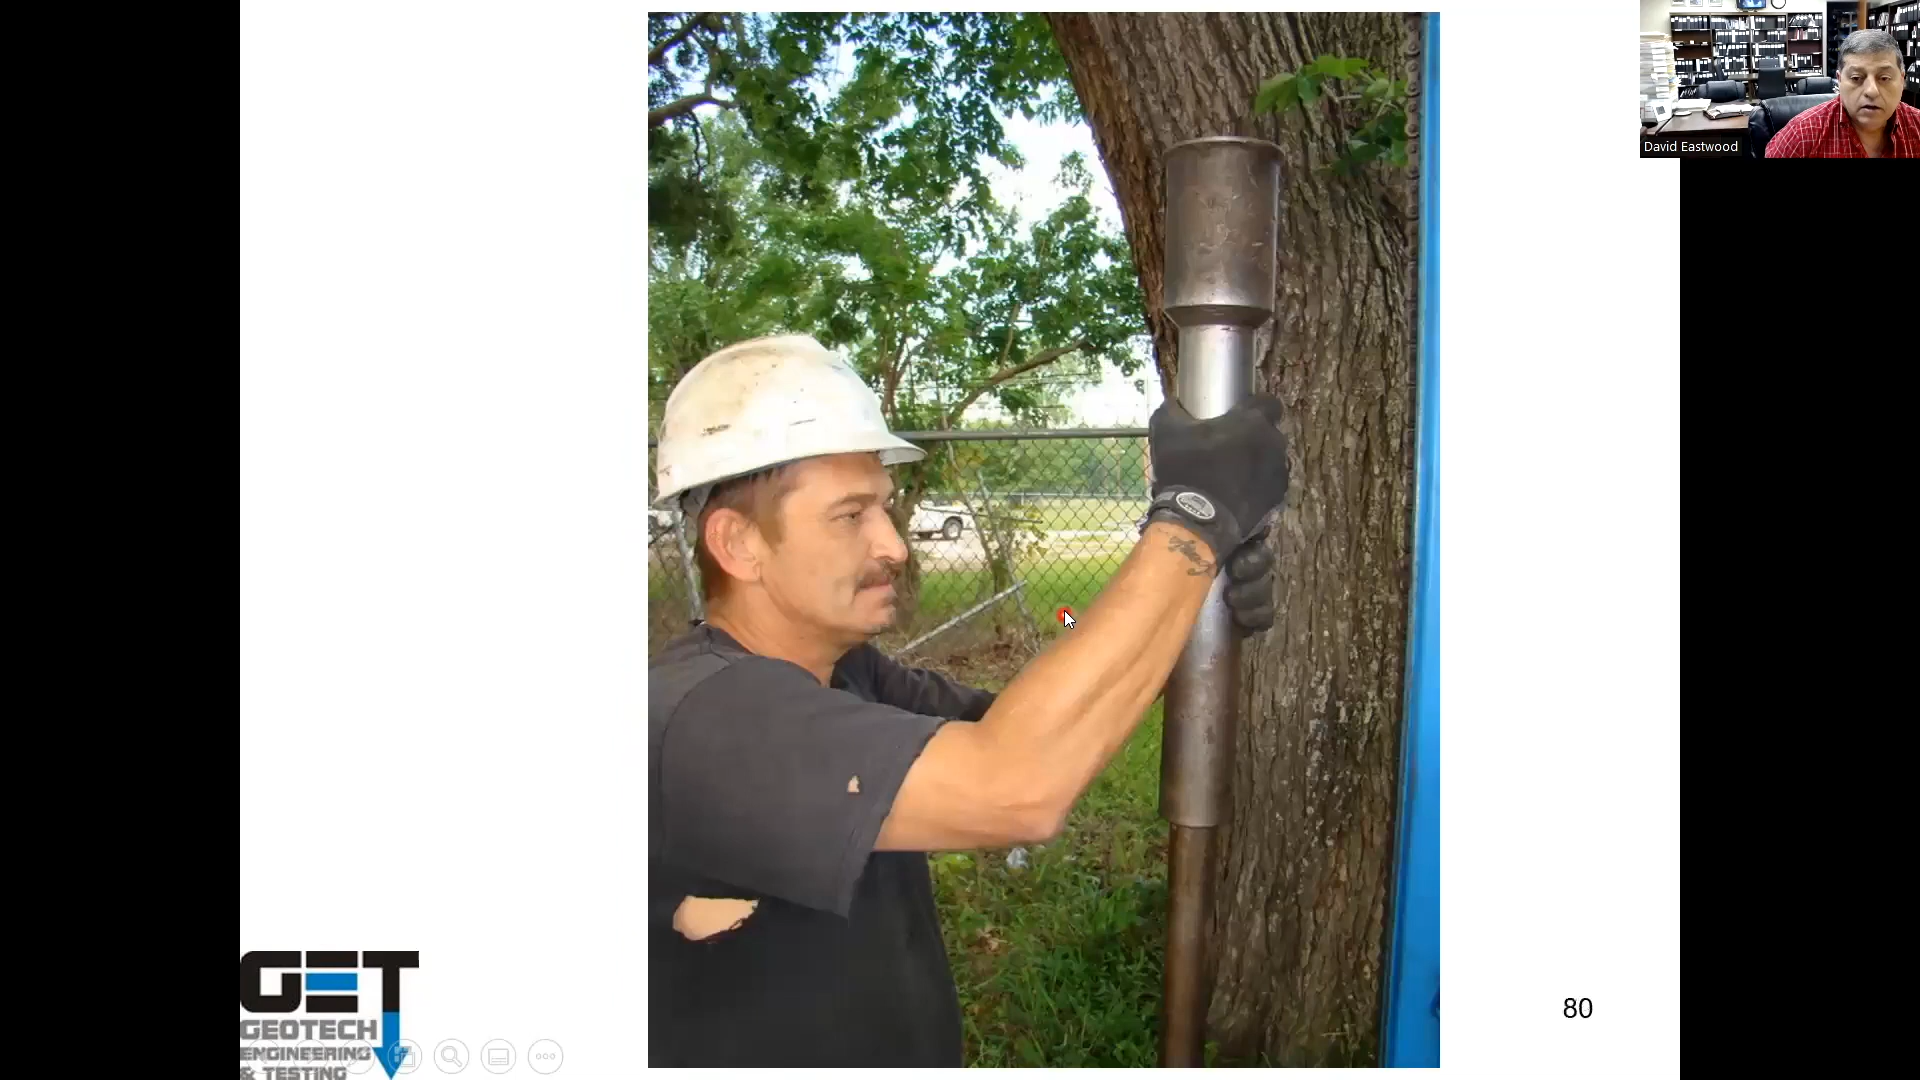 David Eastwood
80
GET
GEOTECH
ENGINEERING
& TESTING